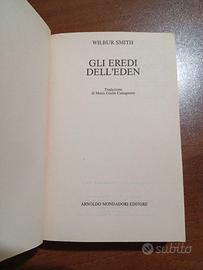 WILBUR SMITH
GLI EREDI
DELL'EDEN
Traduzione
di Maria Grazia Castagnone
ARNOLDO MONDADORI EDITORE
subito